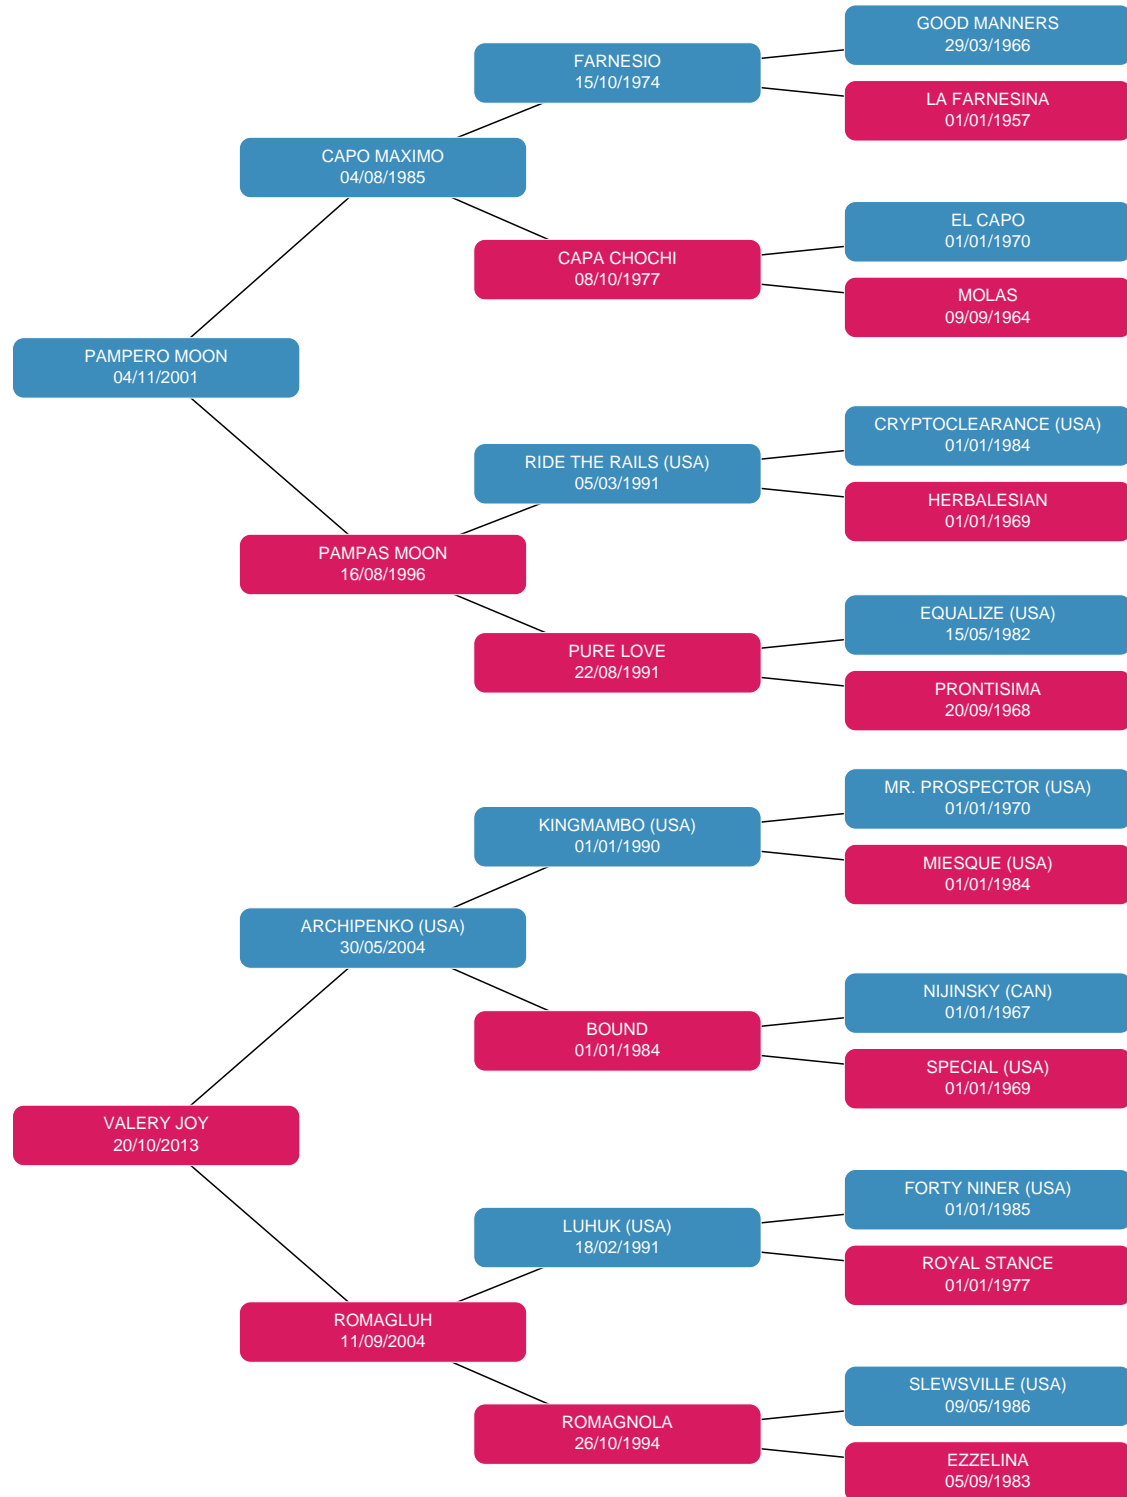 GOOD MANNERS
29/03/1966
FARNESIO
15/10/1974
LA FARNESINA
01/01/1957
CAPO MAXIMO
04/08/1985
EL CAPO
01/01/1970
CAPA CHOCHI
08/10/1977
MOLAS
09/09/1964
PAMPERO MOON
04/11/2001
CRYPTOCLEARANCE (USA)
01/01/1984
RIDE THE RAILS (USA)
05/03/1991
HERBALESIAN
01/01/1969
PAMPAS MOON
16/08/1996
EQUALIZE (USA)
15/05/1982
PURE LOVE
22/08/1991
PRONTISIMA
20/09/1968
MR. PROSPECTOR (USA)
01/01/1970
KINGMAMBO (USA)
01/01/1990
MIESQUE (USA)
01/01/1984
ARCHIPENKO (USA)
30/05/2004
NIJINSKY (CAN)
01/01/1967
BOUND
01/01/1984
SPECIAL (USA)
01/01/1969
VALERY JOY
20/10/2013
FORTY NINER (USA)
01/01/1985
LUHUK (USA)
18/02/1991
ROYAL STANCE
01/01/1977
ROMAGLUH
11/09/2004
SLEWSVILLE (USA)
09/05/1986
ROMAGNOLA
26/10/1994
EZZELINA
05/09/1983